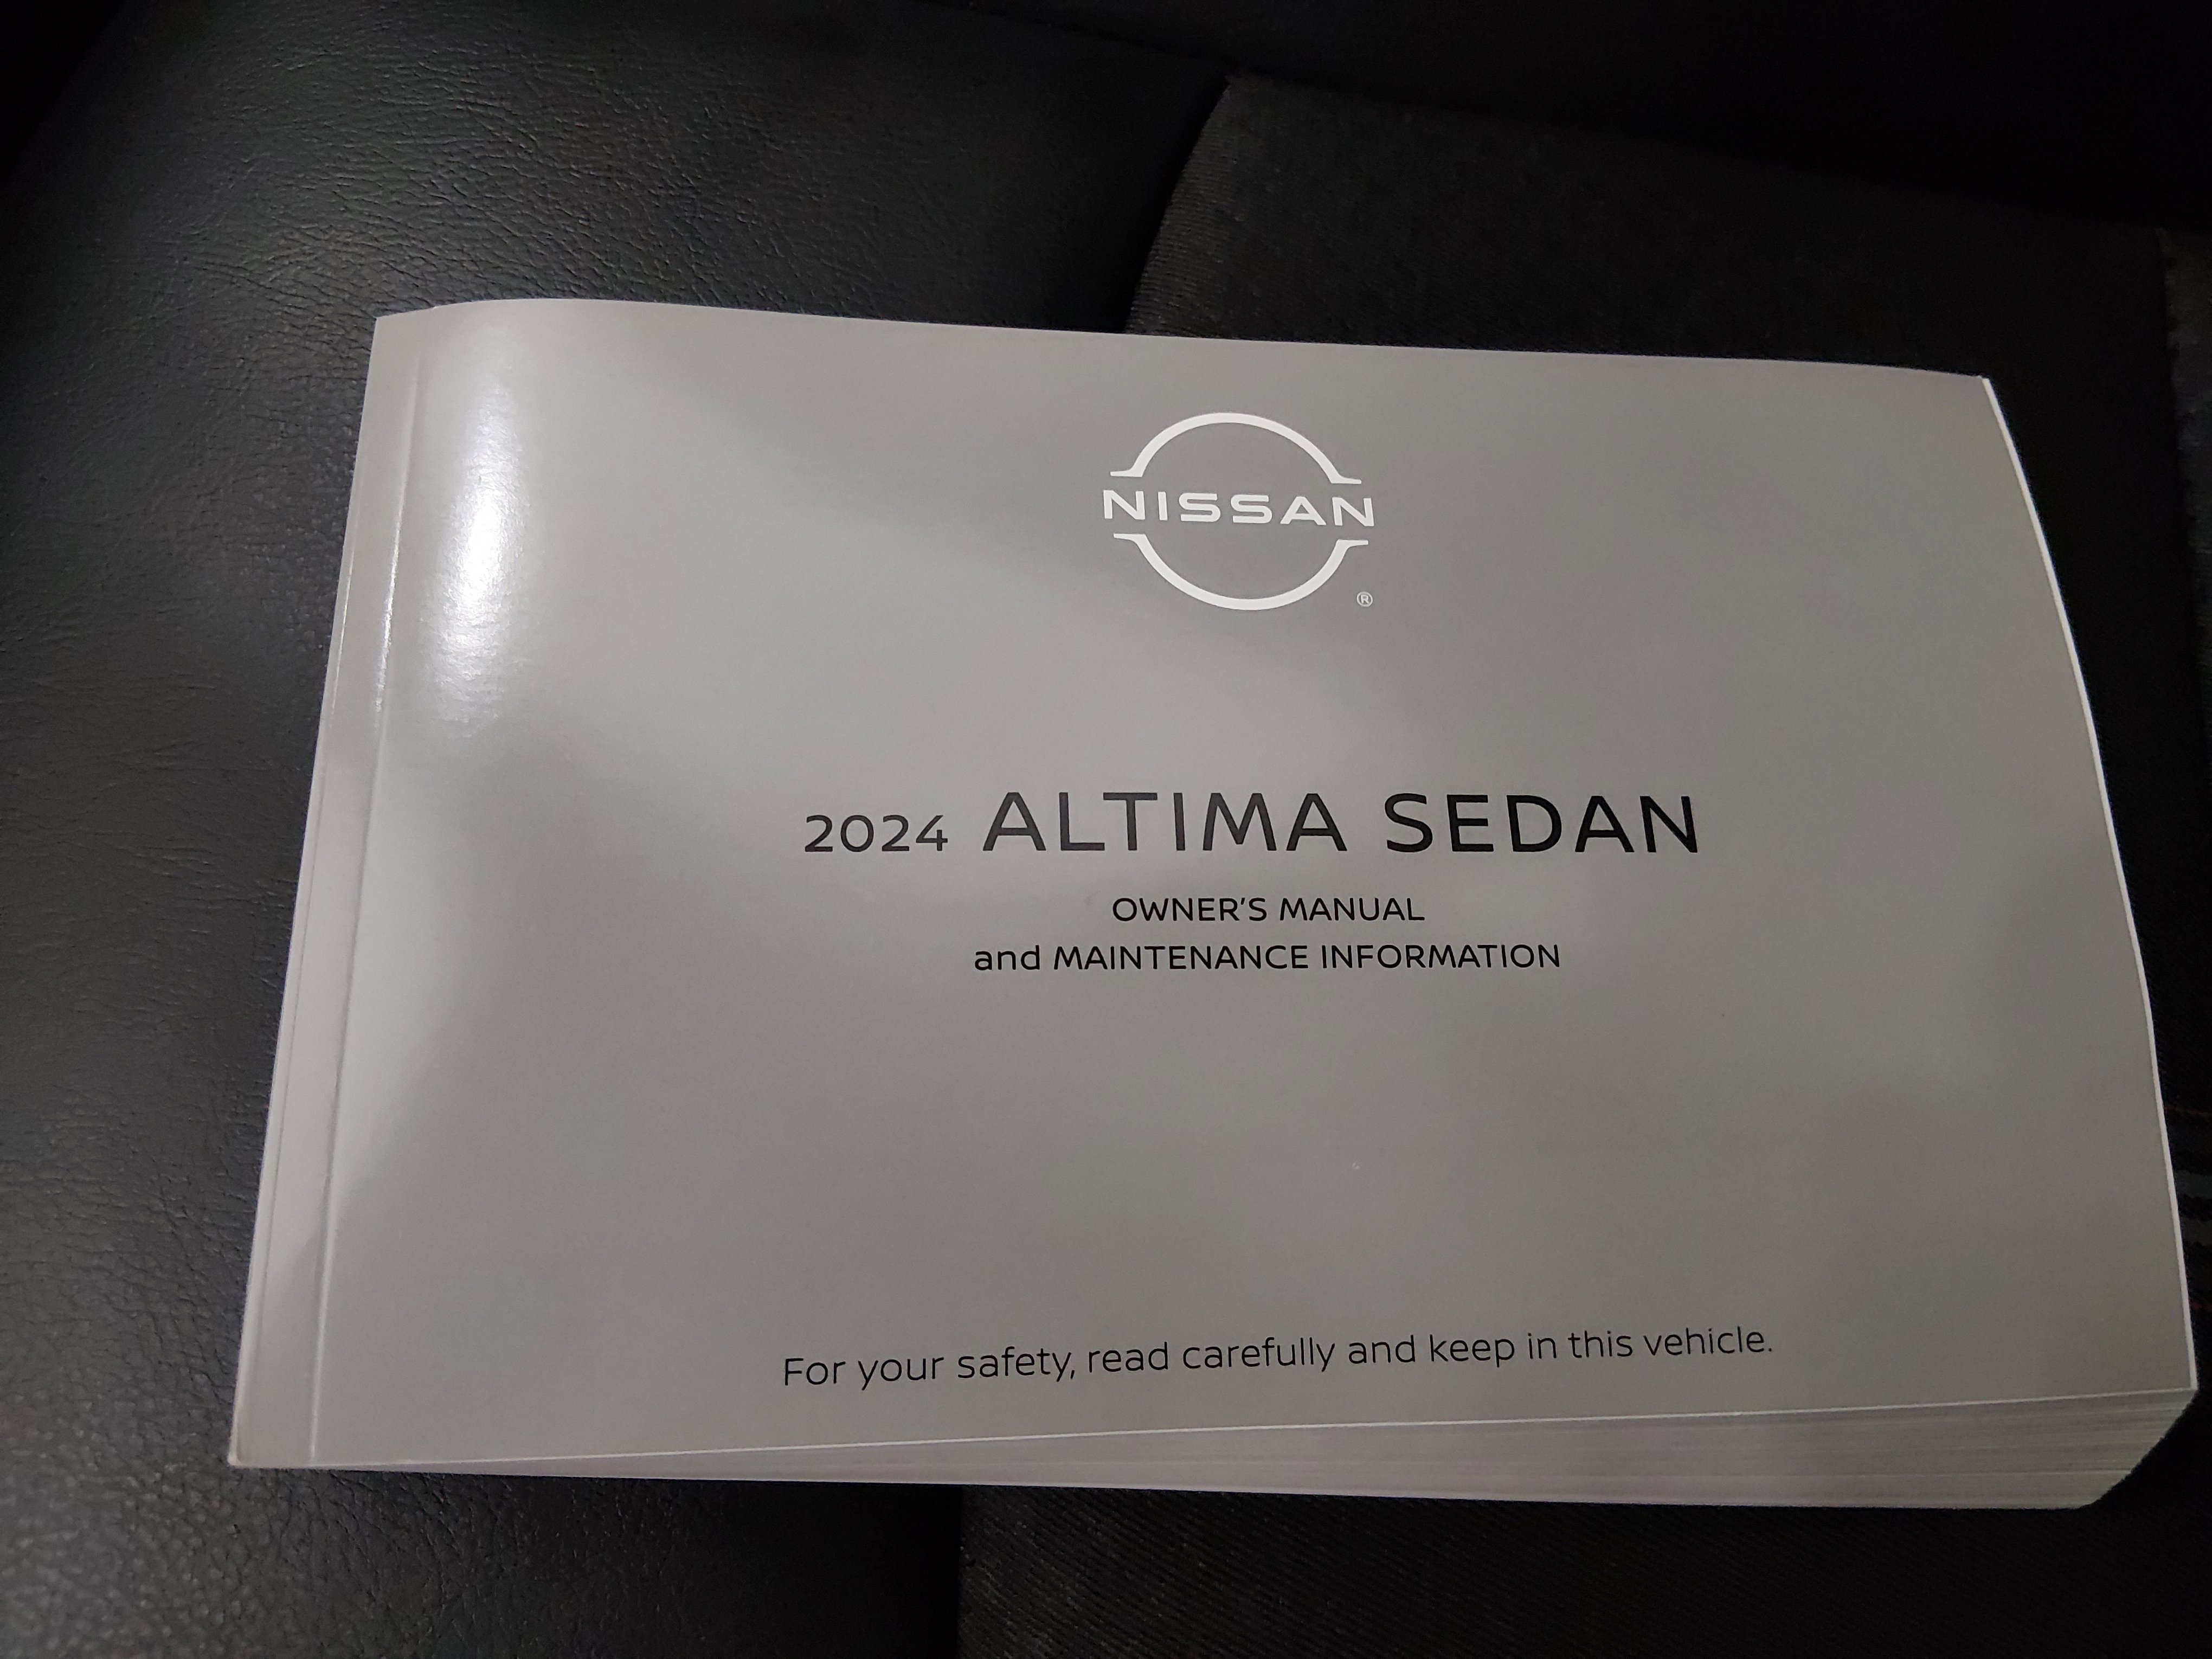 NISSAN
®
2024 ALTIMA SEDAN
OWNER'S MANUAL
and MAINTENANCE INFORMATION
For your safety, read carefully and keep in this vehicle.